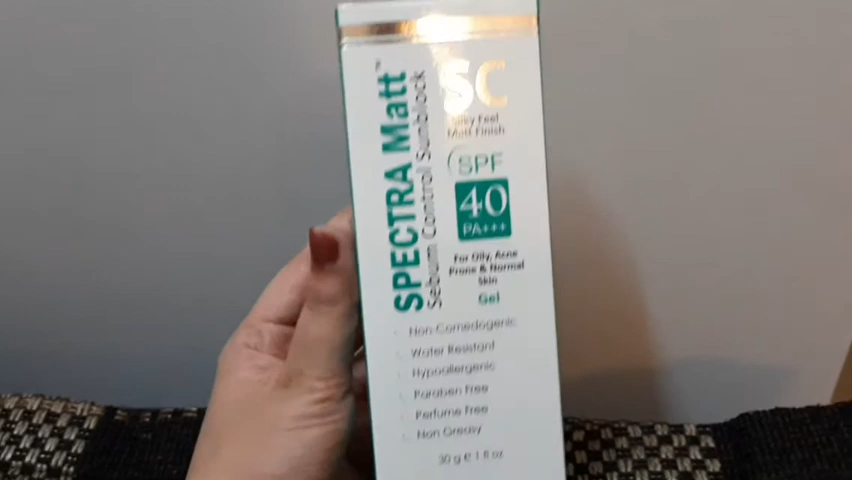 SPECTRA Matt™
Sebum Control Sunblock
SC
Silky Feel
Matt Finish
SPF
40
PA+++
For Oily, Acne
Prone & Normal
Skin
Gel
Non Comedogenic
Water Resistant
Hypoallergenic
Paraben Free
Perfume Free
Non Greasy
30 g e 1 fl oz